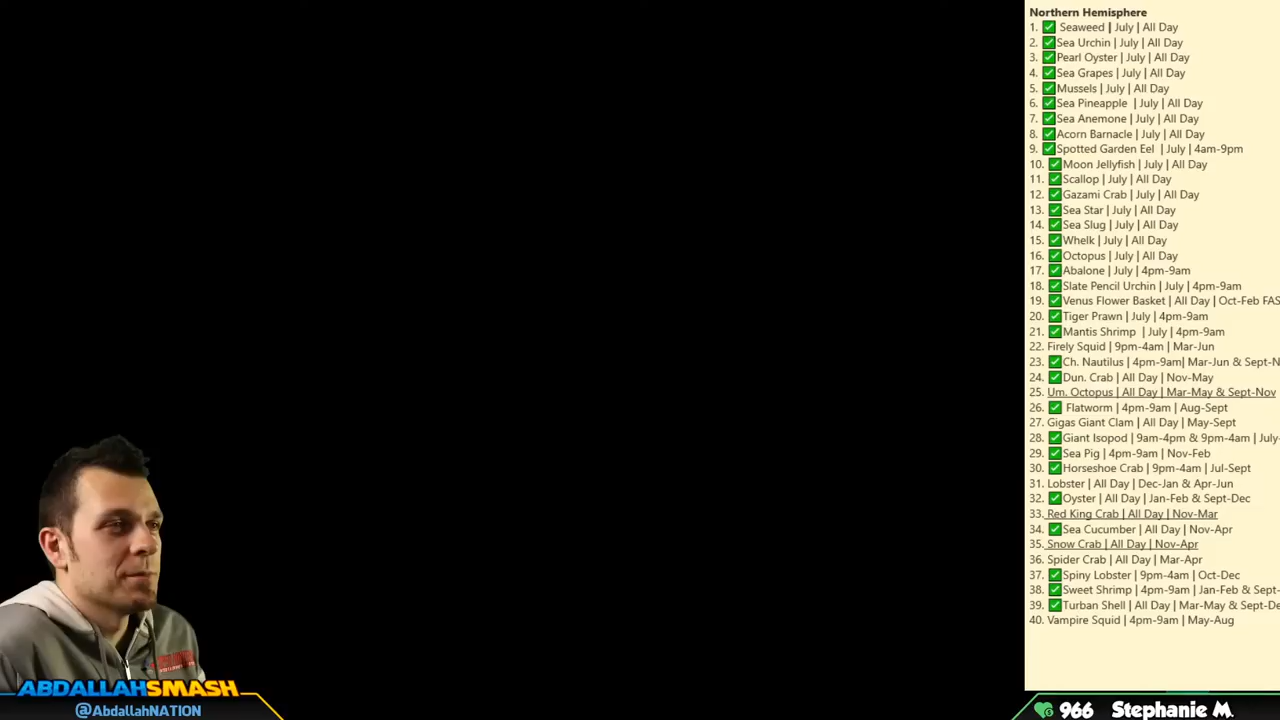 Northern Hemisphere
1. ✅ Seaweed | July | All Day
2. ✅Sea Urchin | July | All Day
3. ✅Pearl Oyster | July | All Day
4. ✅Sea Grapes | July | All Day
5. ✅Mussels | July | All Day
6. ✅Sea Pineapple | July | All Day
7. ✅Sea Anemone | July | All Day
8. ✅Acorn Barnacle | July | All Day
9. ✅Spotted Garden Eel | July | 4am-9pm
10. ✅Moon Jellyfish | July | All Day
11. ✅Scallop | July | All Day
12. ✅Gazami Crab | July | All Day
13. ✅Sea Star | July | All Day
14. ✅Sea Slug | July | All Day
15. ✅Whelk | July | All Day
16. ✅Octopus | July | All Day
17. ✅Abalone | July | 4pm-9am
18. ✅Slate Pencil Urchin | July | 4pm-9am
19. ✅Venus Flower Basket | All Day | Oct-Feb FAS
20. ✅Tiger Prawn | July | 4pm-9am
21. ✅Mantis Shrimp | July | 4pm-9am
22. Firely Squid | 9pm-4am | Mar-Jun
23. ✅Ch. Nautilus | 4pm-9am| Mar-Jun & Sept-N
24. ✅Dun. Crab | All Day | Nov-May
25. Um. Octopus | All Day | Mar-May & Sept-Nov
26. ✅ Flatworm | 4pm-9am | Aug-Sept
27. Gigas Giant Clam | All Day | May-Sept
28. ✅Giant Isopod | 9am-4pm & 9pm-4am | July-
29. ✅Sea Pig | 4pm-9am | Nov-Feb
30. ✅Horseshoe Crab | 9pm-4am | Jul-Sept
31. Lobster | All Day | Dec-Jan & Apr-Jun
32. ✅Oyster | All Day | Jan-Feb & Sept-Dec
33. Red King Crab | All Day | Nov-Mar
34. ✅Sea Cucumber | All Day | Nov-Apr
35. Snow Crab | All Day | Nov-Apr
36. Spider Crab | All Day | Mar-Apr
37. ✅Spiny Lobster | 9pm-4am | Oct-Dec
38. ✅Sweet Shrimp | 4pm-9am | Jan-Feb & Sept-
39. ✅Turban Shell | All Day | Mar-May & Sept-De
40. Vampire Squid | 4pm-9am | May-Aug
ABDALLAHSMASH
@AbdallahNATION
966 Stephanie M.